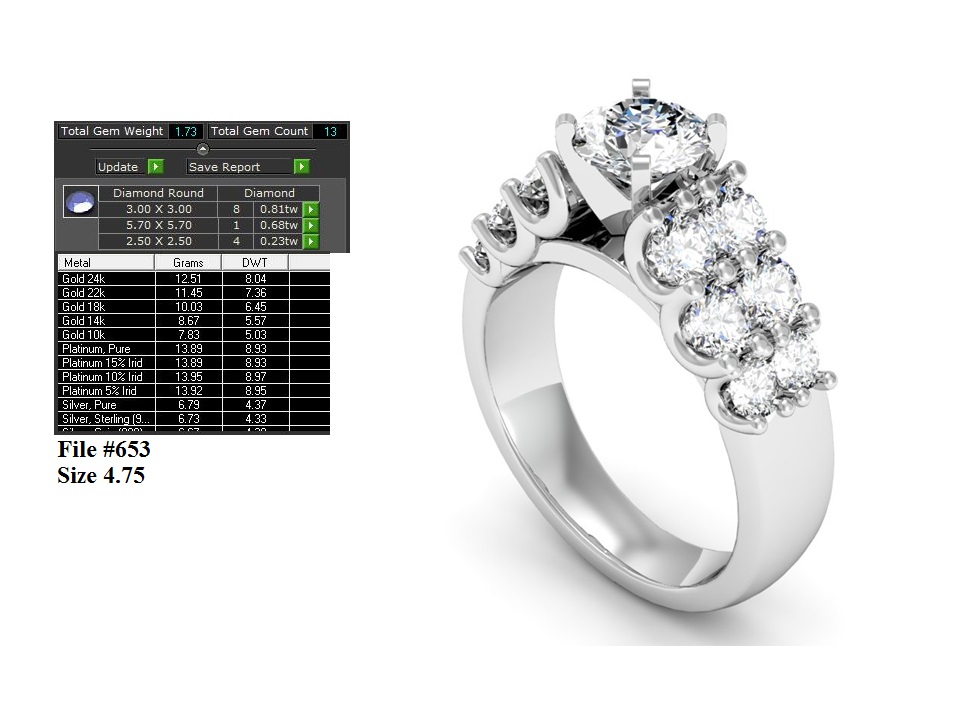 Total Gem Weight 1.73 Total Gem Count 13
Update Save Report
Diamond Round Diamond
3.00 X 3.00 8 0.81tw
5.70 X 5.70 1 0.68tw
2.50 X 2.50 4 0.23tw
Metal Grams DWT
Gold 24k 12.51 8.04
Gold 22k 11.45 7.36
Gold 18k 10.03 6.45
Gold 14k 8.67 5.57
Gold 10k 7.83 5.03
Platinum, Pure 13.89 8.93
Platinum 15% Irid 13.89 8.93
Platinum 10% Irid 13.95 8.97
Platinum 5% Irid 13.92 8.95
Silver, Pure 6.79 4.37
Silver, Sterling (9... 6.73 4.33
File #653
Size 4.75